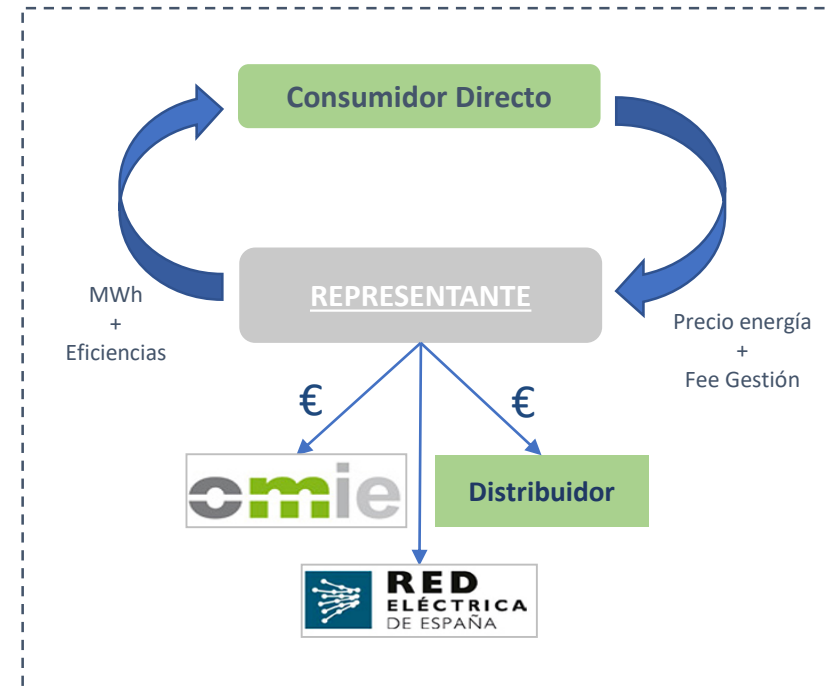 Consumidor Directo
REPRESENTANTE
MWh
+
Eficiencias
Precio energía
+
Fee Gestión
€
€
omie
Distribuidor
RED
ELÉCTRICA
DE ESPAÑA